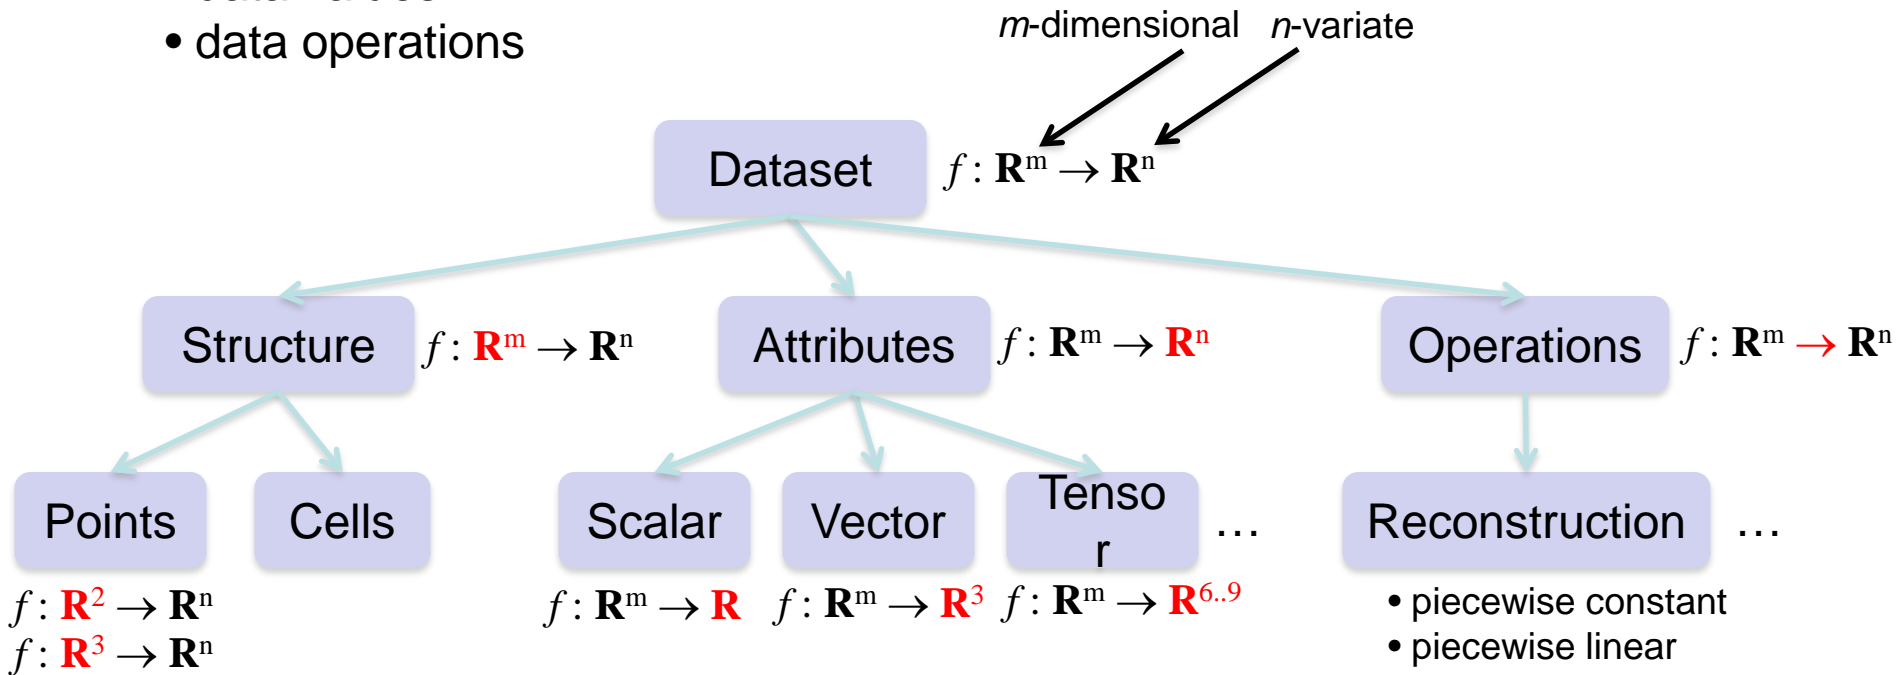 • data operations
m-dimensional n-variate
Dataset f : R^m → R^n
Structure f : R^m → R^n
Attributes f : R^m → R^n
Operations f : R^m → R^n
Points
Cells
Scalar
Vector
Tenso
r
…
Reconstruction
…
f : R^2 → R^n
f : R^3 → R^n
f : R^m → R
f : R^m → R^3
f : R^m → R^6..9
• piecewise constant
• piecewise linear